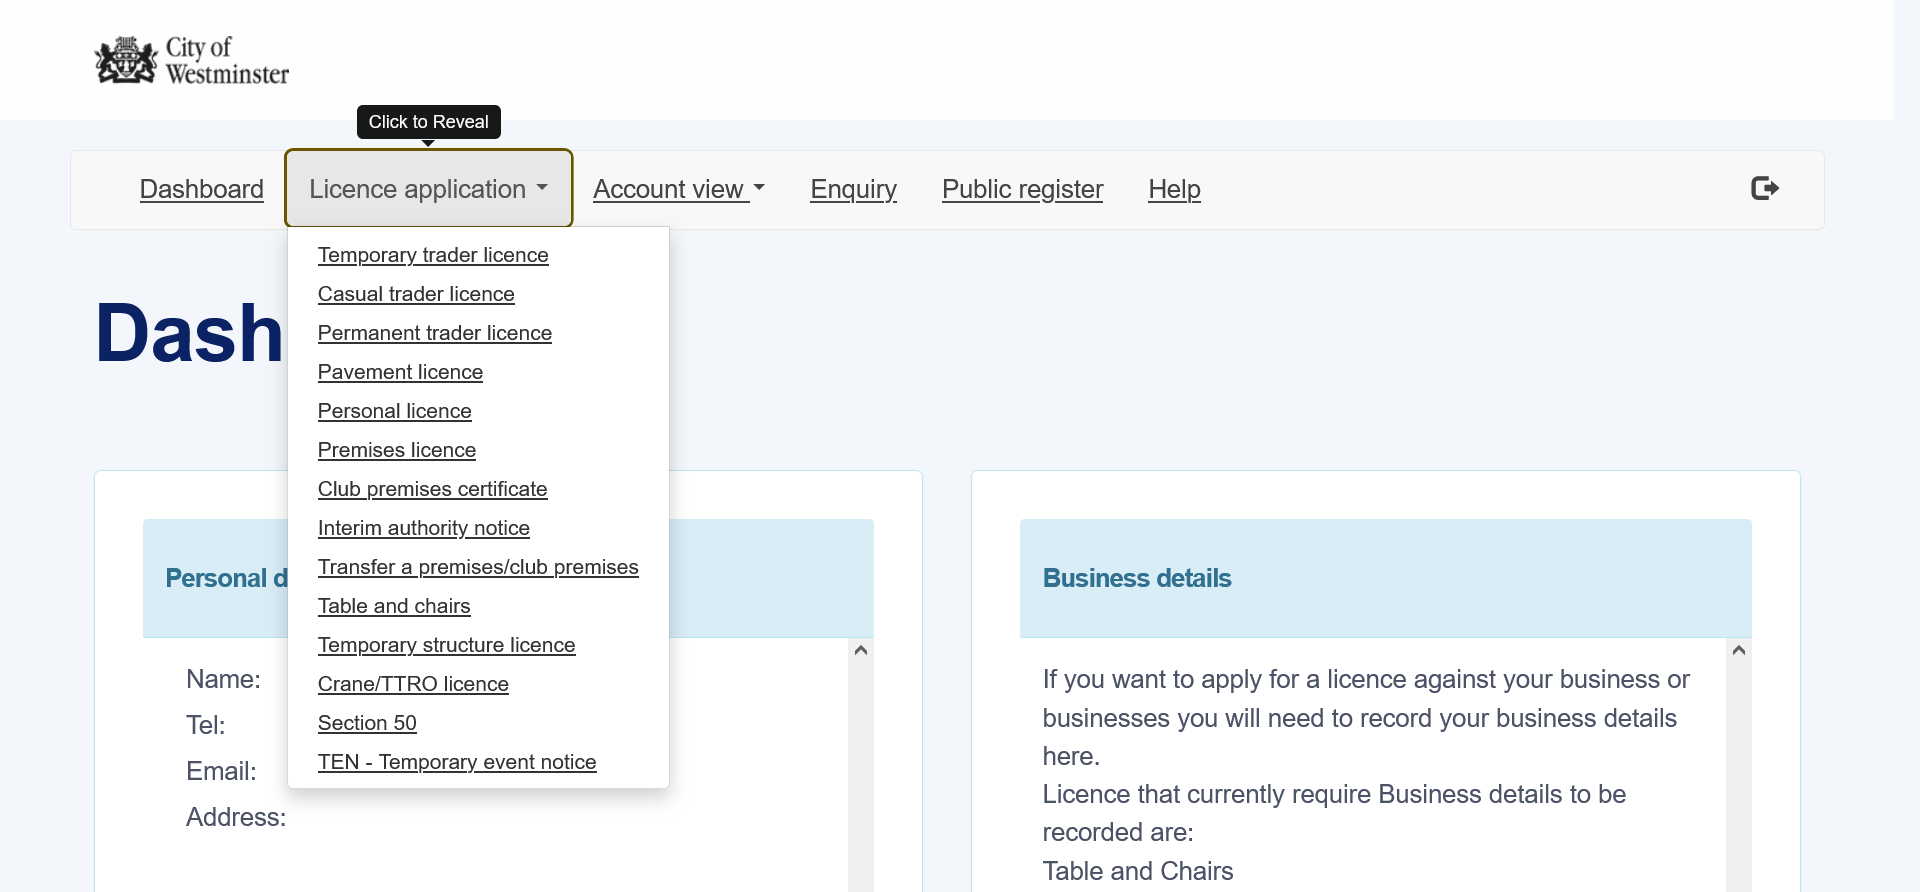 City of
Westminster
Click to Reveal
Dashboard Licence application Account view Enquiry Public register Help
Temporary trader licence
Casual trader licence
Permanent trader licence
Pavement licence
Personal licence
Premises licence
Club premises certificate
Interim authority notice
Transfer a premises/club premises
Table and chairs
Temporary structure licence
Crane/TTRO licence
Section 50
TEN - Temporary event notice
Dash
Personal d
Name:
Tel:
Email:
Address:
Business details
If you want to apply for a licence against your business or
businesses you will need to record your business details
here.
Licence that currently require Business details to be
recorded are:
Table and Chairs